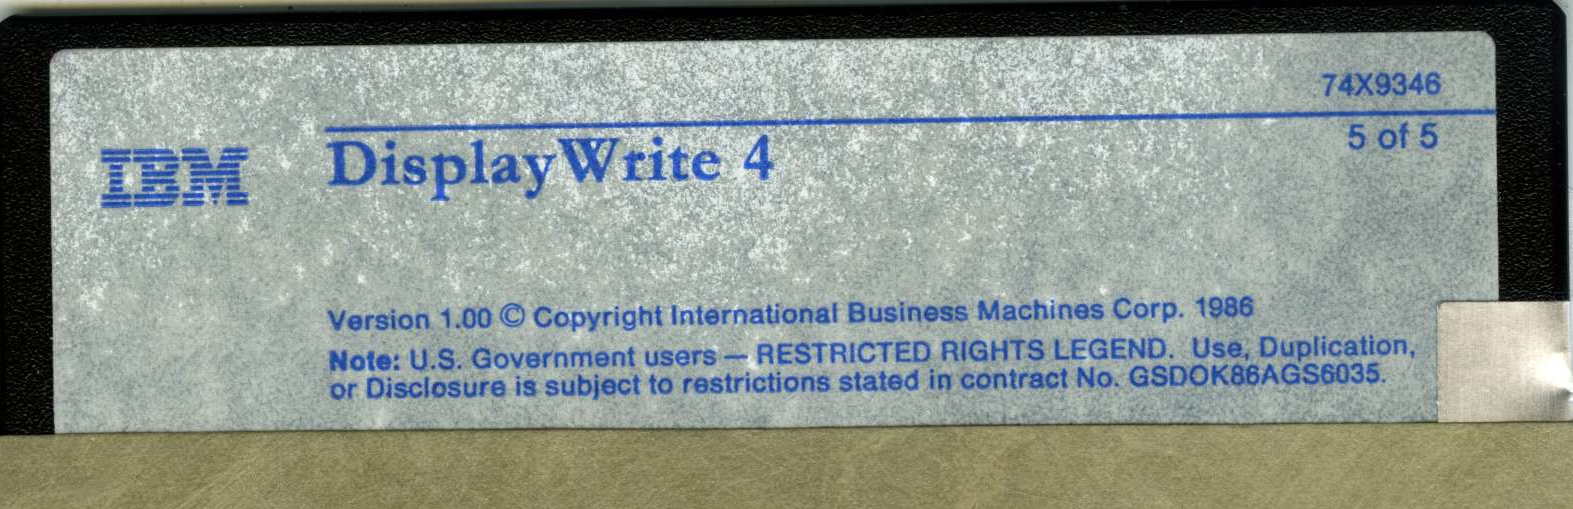 74X9346
5 of 5
IBM
DisplayWrite 4
Version 1.00 © Copyright International Business Machines Corp. 1986
Note: U.S. Government users — RESTRICTED RIGHTS LEGEND. Use, Duplication,
or Disclosure is subject to restrictions stated in contract No. GSDOK86AGS6035.